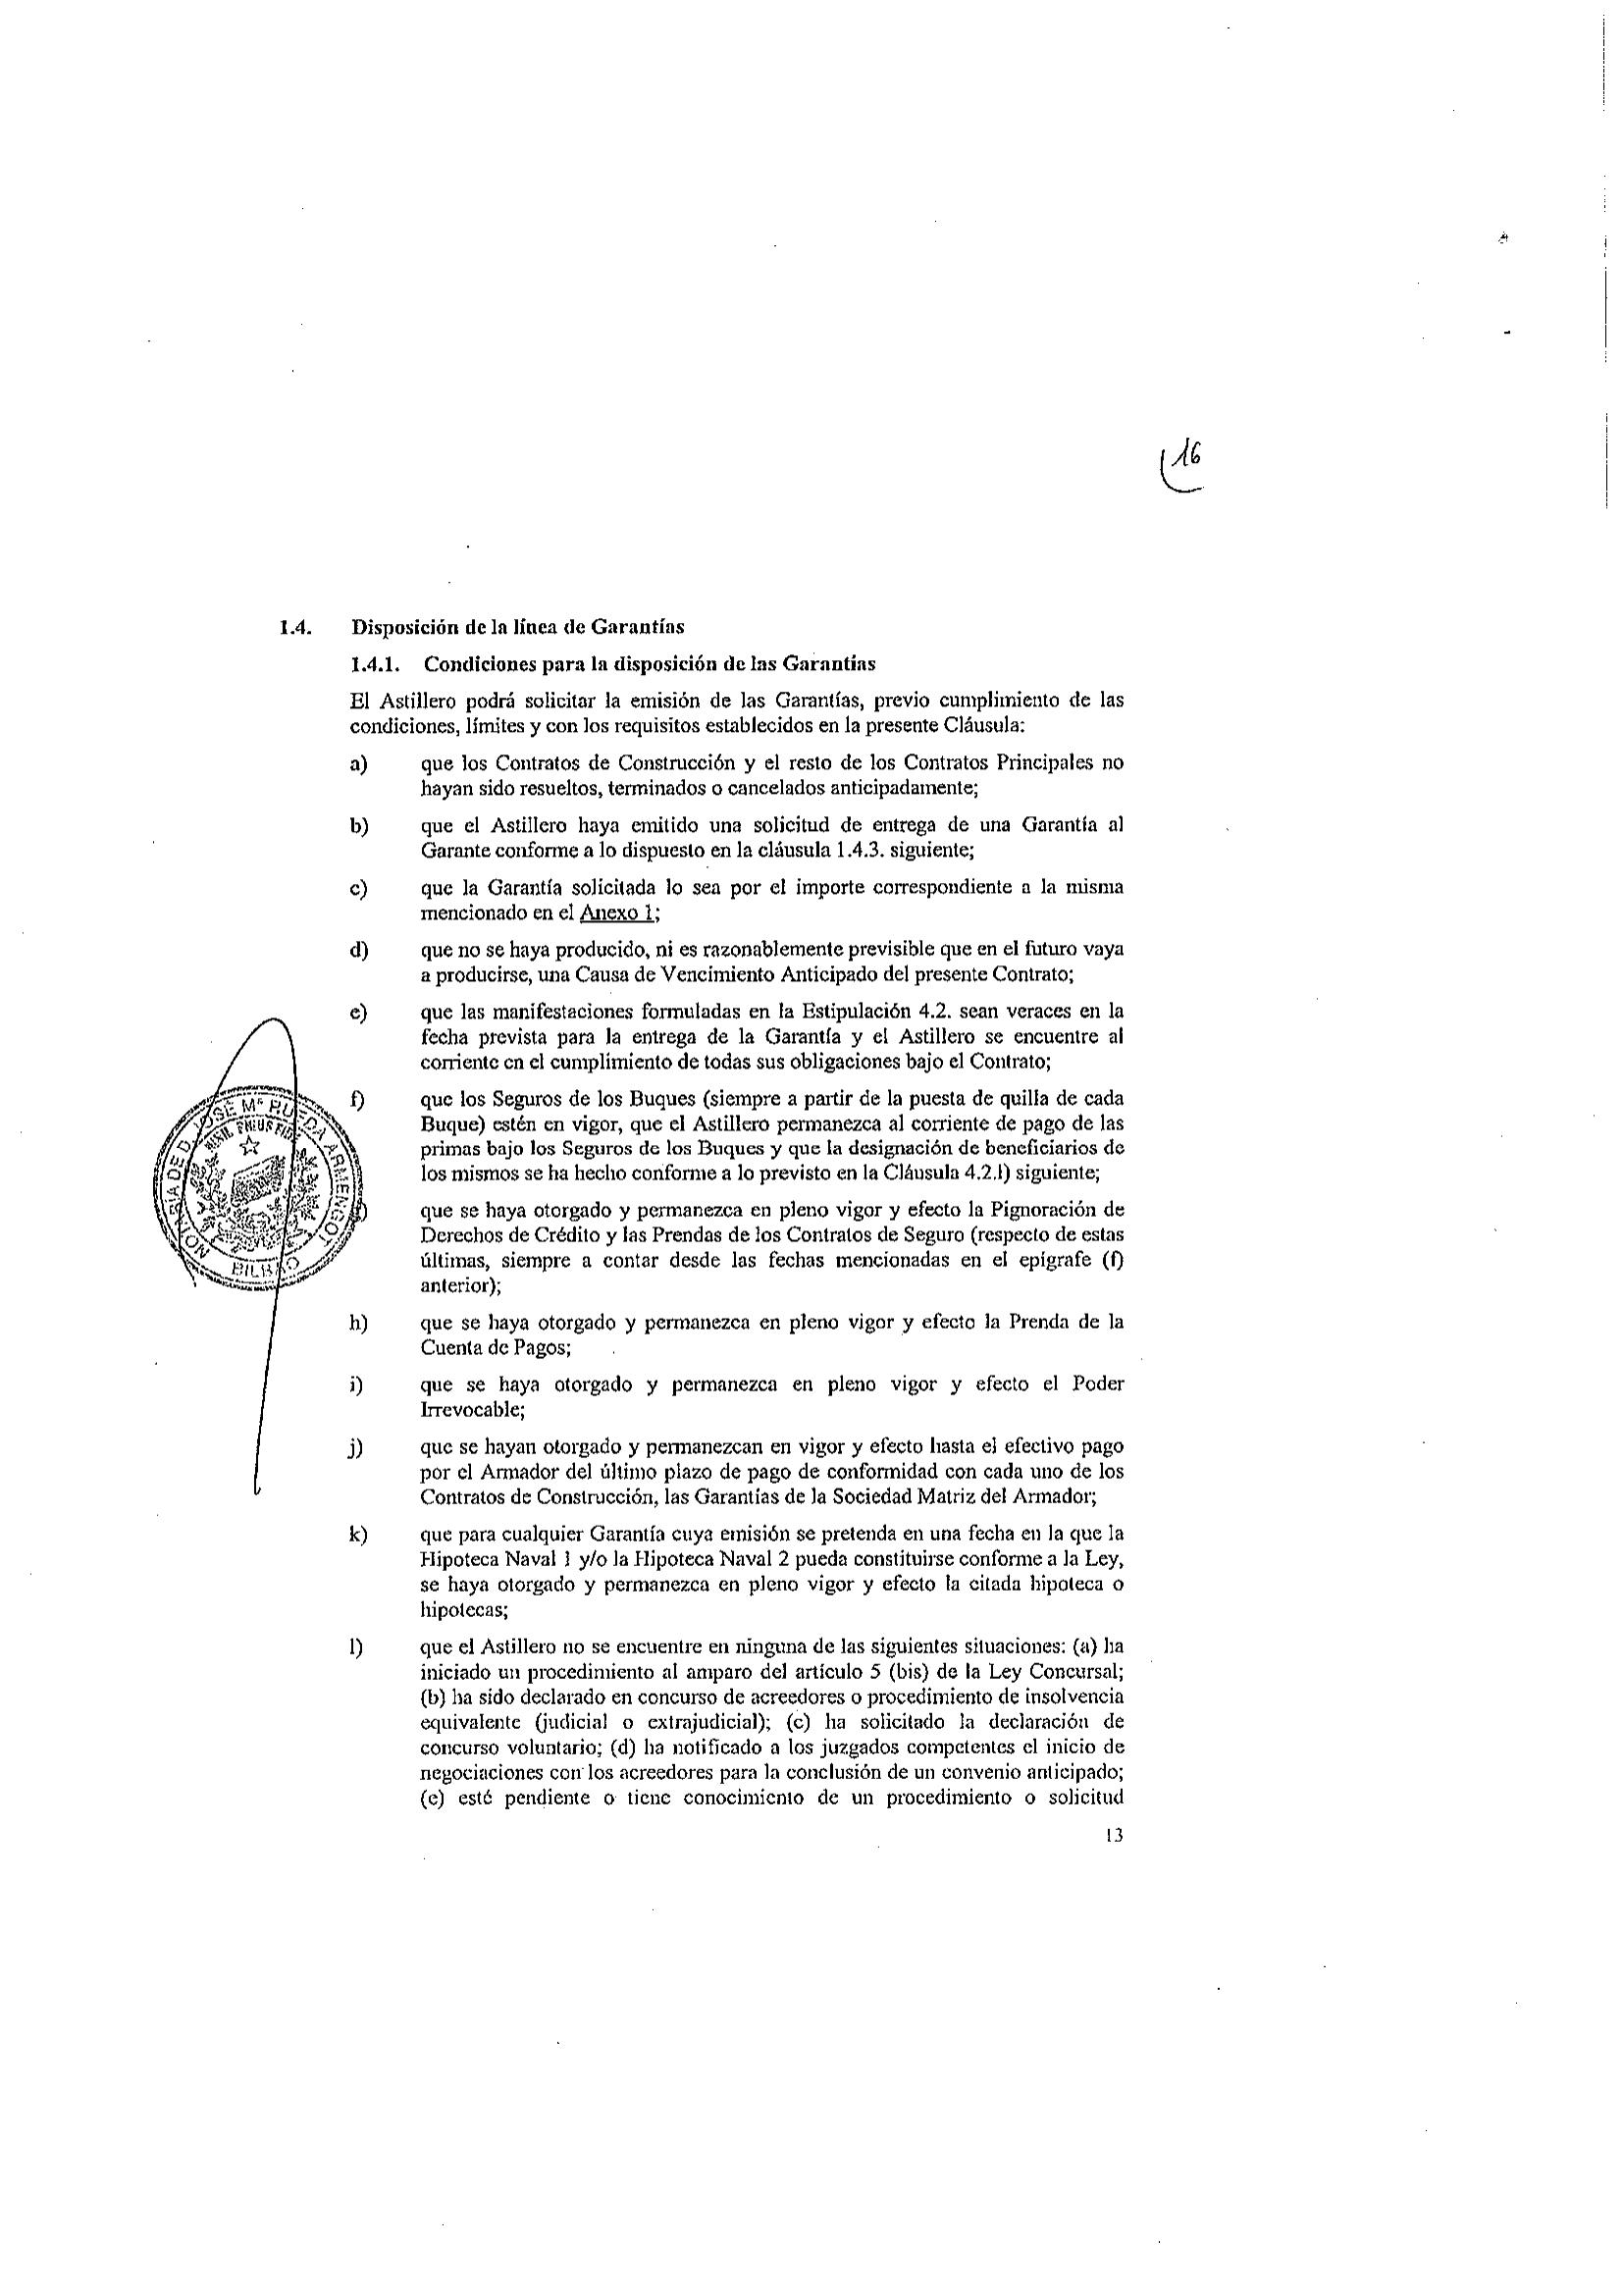 (16
1.4. Disposición de la línea de Garantías
1.4.1. Condiciones para la disposición de las Garantías
El Astillero podrá solicitar la emisión de las Garantías, previo cumplimiento de las
condiciones, límites y con los requisitos establecidos en la presente Cláusula:
a) que los Contratos de Construcción y el resto de los Contratos Principales no
hayan sido resueltos, terminados o cancelados anticipadamente;
b) que el Astillero haya emitido una solicitud de entrega de una Garantía al
Garante conforme a lo dispuesto en la cláusula 1.4.3. siguiente;
c) que la Garantía solicitada lo sea por el importe correspondiente a la misma
mencionado en el Anexo 1;
d) que no se haya producido, ni es razonablemente previsible que en el futuro vaya
a producirse, una Causa de Vencimiento Anticipado del presente Contrato;
e) que las manifestaciones formuladas en la Estipulación 4.2. sean veraces en la
fecha prevista para la entrega de la Garantía y el Astillero se encuentre al
corriente en el cumplimiento de todas sus obligaciones bajo el Contrato;
f) que los Seguros de los Buques (siempre a partir de la puesta de quilla de cada
Buque) estén en vigor, que el Astillero permanezca al corriente de pago de las
primas bajo los Seguros de los Buques y que la designación de beneficiarios de
los mismos se ha hecho conforme a lo previsto en la Cláusula 4.2.l) siguiente;
que se haya otorgado y permanezca en pleno vigor y efecto la Pignoración de
Derechos de Crédito y las Prendas de los Contratos de Seguro (respecto de estas
últimas, siempre a contar desde las fechas mencionadas en el epígrafe (f)
anterior);
h) que se haya otorgado y permanezca en pleno vigor y efecto la Prenda de la
Cuenta de Pagos;
i) que se haya otorgado y permanezca en pleno vigor y efecto el Poder
Irrevocable;
j) que se hayan otorgado y permanezcan en vigor y efecto hasta el efectivo pago
por el Armador del último plazo de pago de conformidad con cada uno de los
Contratos de Construcción, las Garantías de la Sociedad Matriz del Armador;
k) que para cualquier Garantía cuya emisión se pretenda en una fecha en la que la
Hipoteca Naval 1 y/o la Hipoteca Naval 2 pueda constituirse conforme a la Ley,
se haya otorgado y permanezca en pleno vigor y efecto la citada hipoteca o
hipotecas;
l) que el Astillero no se encuentre en ninguna de las siguientes situaciones: (a) ha
iniciado un procedimiento al amparo del artículo 5 (bis) de la Ley Concursal;
(b) ha sido declarado en concurso de acreedores o procedimiento de insolvencia
equivalente (judicial o extrajudicial); (c) ha solicitado la declaración de
concurso voluntario; (d) ha notificado a los juzgados competentes el inicio de
negociaciones con los acreedores para la conclusión de un convenio anticipado;
(e) esté pendiente o tiene conocimiento de un procedimiento o solicitud
13
NOTARIA DE D. JOSÉ Mª RUEDA ARMENGOT
BILBAO